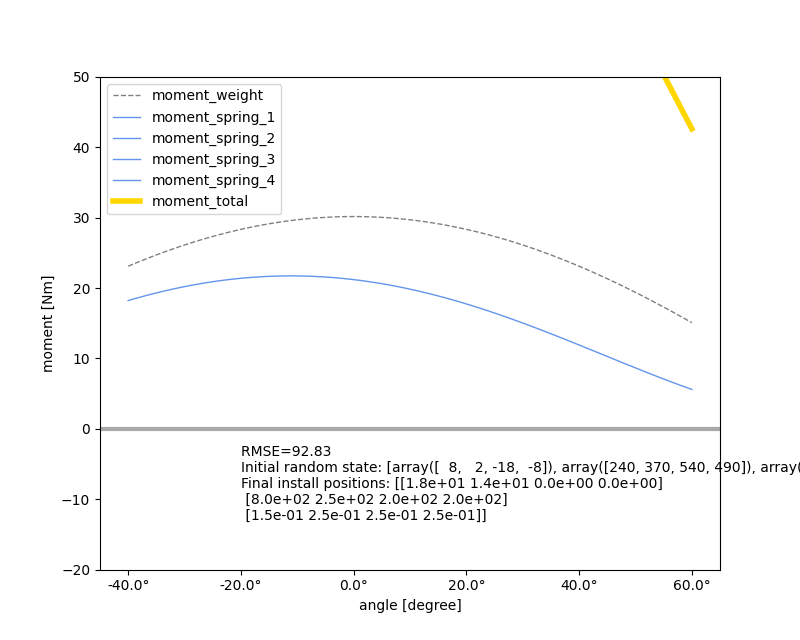 50
40
30
20
10
0
−10
−20
moment [Nm]
moment_weight
moment_spring_1
moment_spring_2
moment_spring_3
moment_spring_4
moment_total
RMSE=92.83
Initial random state: [array([  8,   2, -18,  -8]), array([240, 370, 540, 490]), array(
Final install positions: [[1.8e+01 1.4e+01 0.0e+00 0.0e+00]
[8.0e+02 2.5e+02 2.0e+02 2.0e+02]
[1.5e-01 2.5e-01 2.5e-01 2.5e-01]]
-40.0° -20.0° 0.0° 20.0° 40.0° 60.0°
angle [degree]